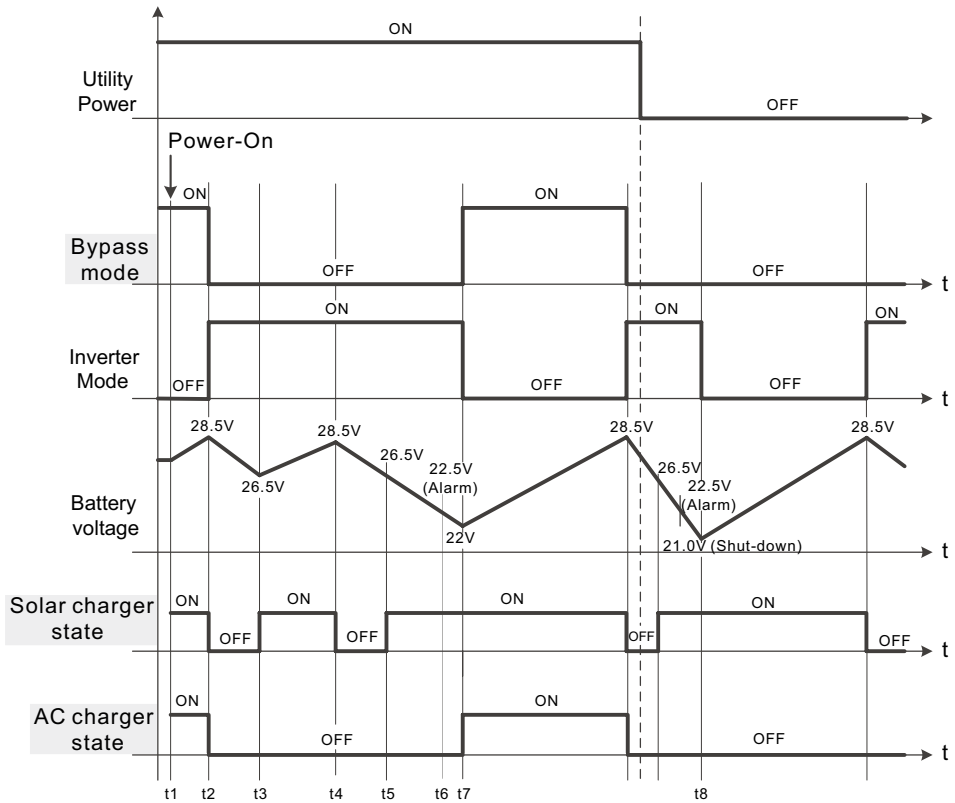 ON
Utility
Power
OFF
Power-On
ON
ON
Bypass
mode
OFF
OFF
t
ON
ON
ON
Inverter
Mode
OFF
OFF
OFF
t
28.5V
28.5V
28.5V
28.5V
26.5V
22.5V
(Alarm)
26.5V
22.5V
(Alarm)
26.5V
Battery
voltage
22V
21.0V (Shut-down)
t
Solar charger
state
ON
ON
ON
ON
OFF
OFF
OFF
OFF
t
AC charger
state
ON
ON
OFF
OFF
t
t1
t2
t3
t4
t5
t6
t7
t8